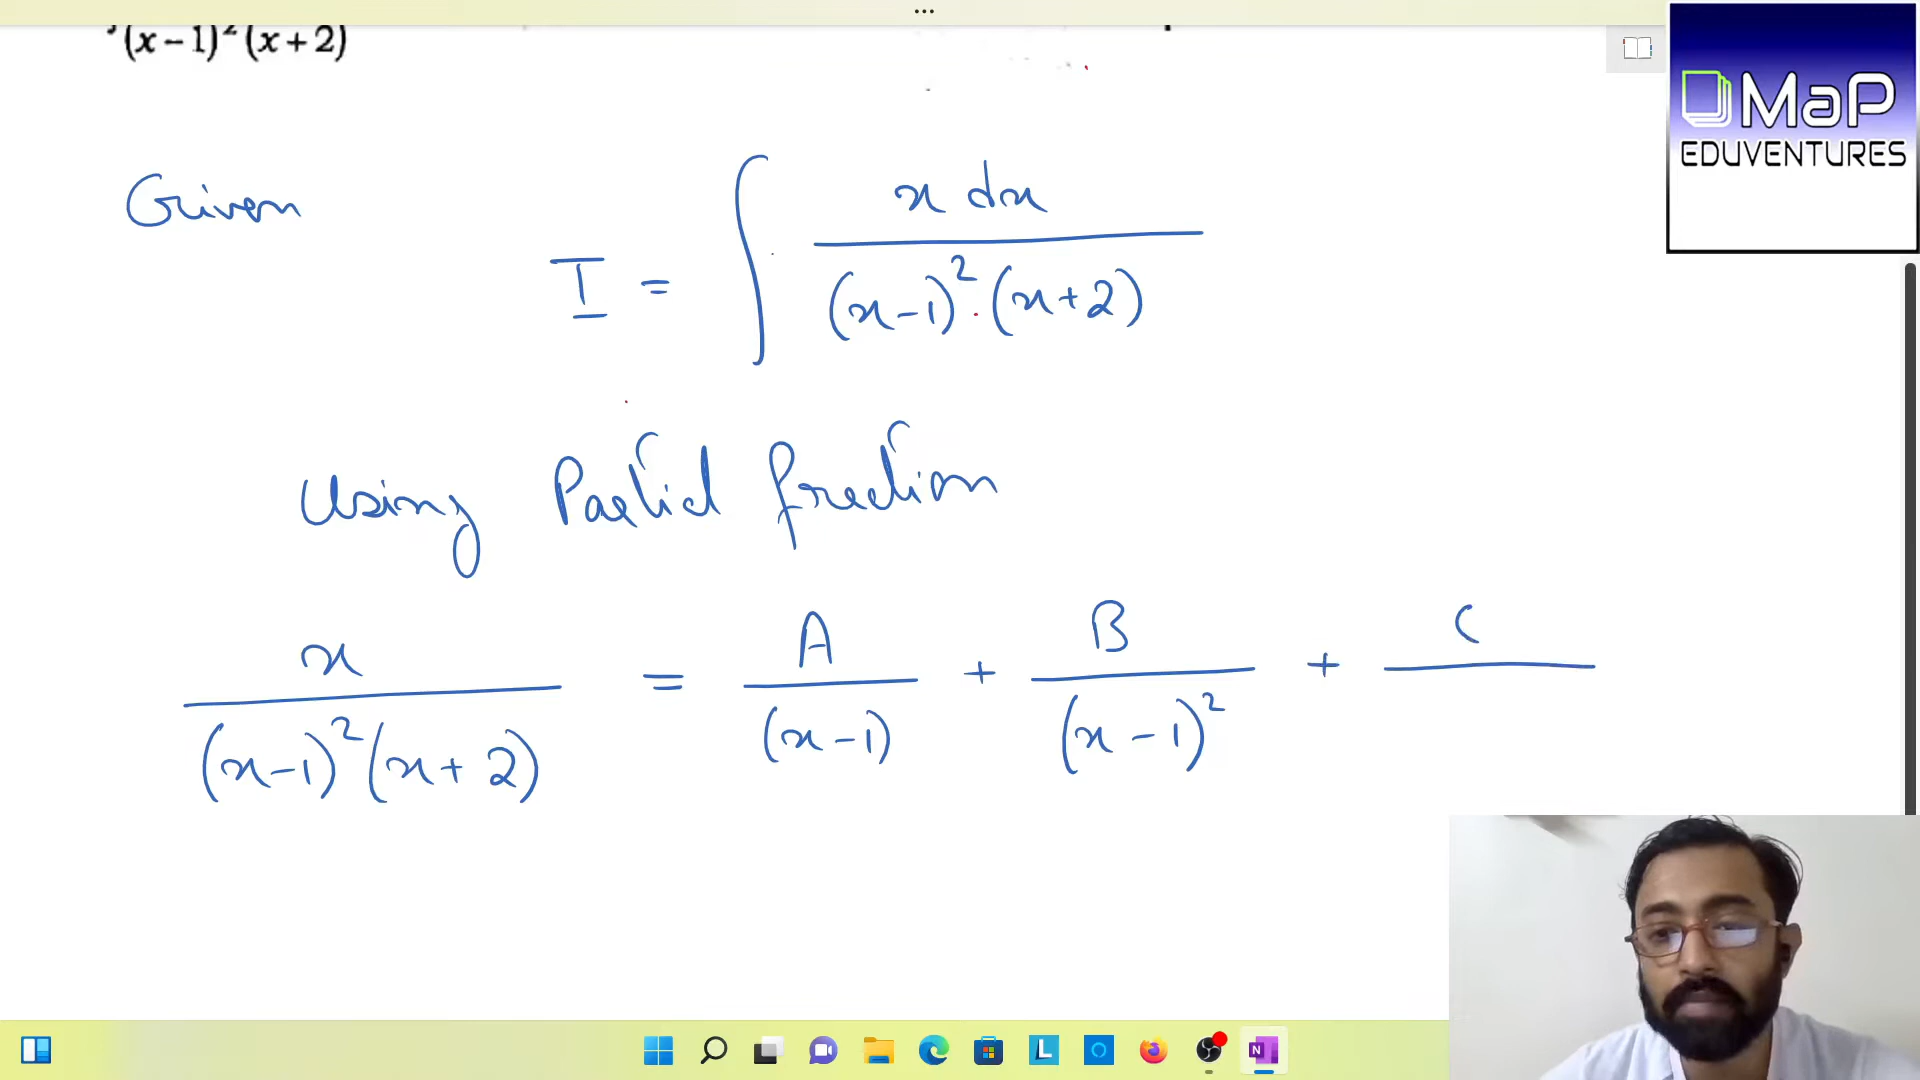 (x−1)²(x+2)
MaP
EDUVENTURES
Given
I = ∫ x dx / (x−1)².(x+2)
Using Partial fraction
x / (x−1)²(x+2) = A / (x−1) + B / (x−1)² + C